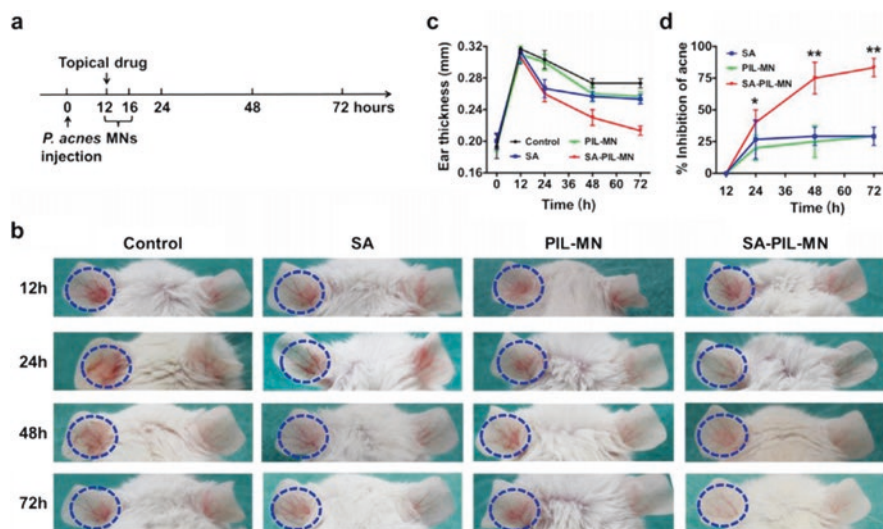 a
Topical drug
0 12 16 24 48 72 hours
P. acnes MNs
injection
c
Ear thickness (mm)
0.32
0.28
0.24
0.20
0.16
Control
PIL-MN
SA
SA-PIL-MN
0 12 24 36 48 60 72
Time (h)
d
% Inhibition of acne
SA
PIL-MN
SA-PIL-MN
100
75
50
25
0
*
**
**
12 24 36 48 60 72
Time (h)
b
Control SA PIL-MN SA-PIL-MN
12h
24h
48h
72h